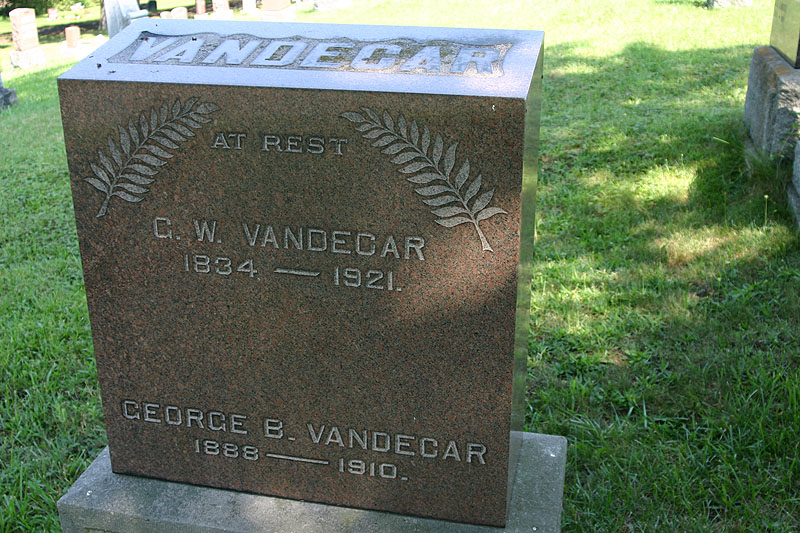 VANDECAR
AT REST
G. W. VANDECAR
1834 — 1921.
GEORGE B. VANDECAR
1888 — 1910.